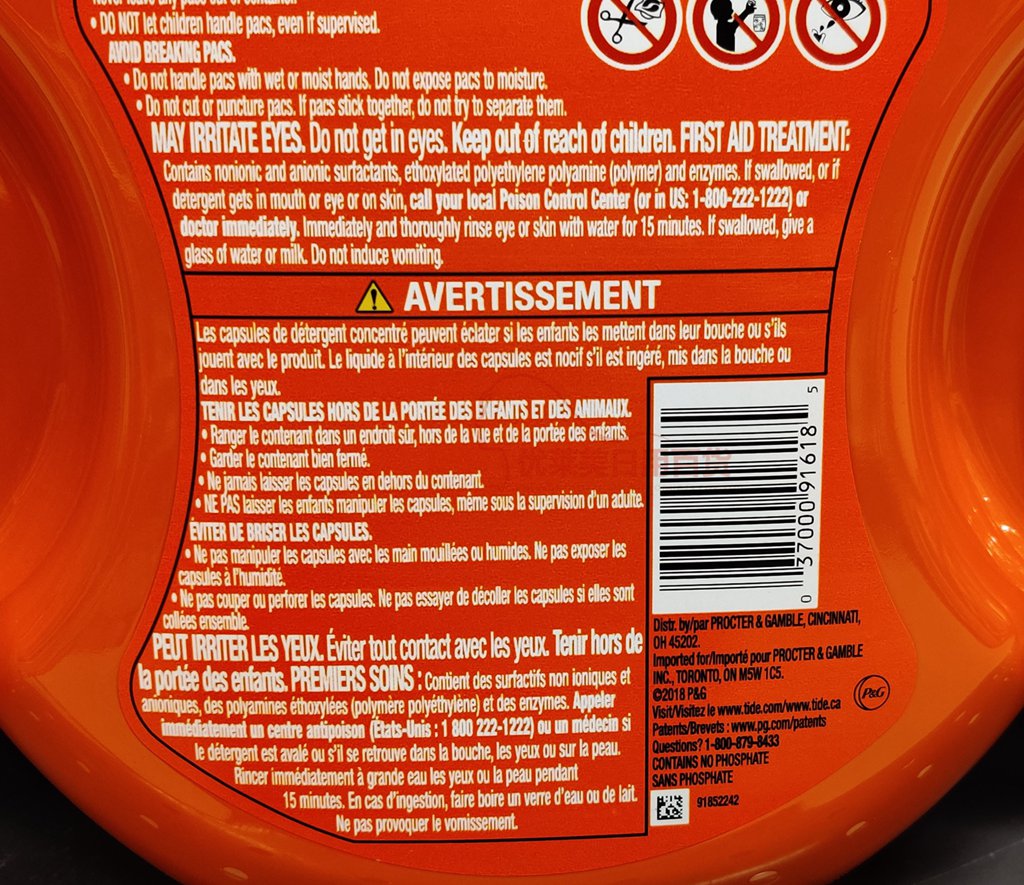 Never leave any pac out of container.
• DO NOT let children handle pacs, even if supervised.
AVOID BREAKING PACS.
• Do not handle pacs with wet or moist hands. Do not expose pacs to moisture.
• Do not cut or puncture pacs. If pacs stick together, do not try to separate them.
MAY IRRITATE EYES. Do not get in eyes. Keep out of reach of children. FIRST AID TREATMENT:
Contains nonionic and anionic surfactants, ethoxylated polyethylene polyamine (polymer) and enzymes. If swallowed, or if
detergent gets in mouth or eye or on skin, call your local Poison Control Center (or in US: 1-800-222-1222) or
doctor immediately. Immediately and thoroughly rinse eye or skin with water for 15 minutes. If swallowed, give a
glass of water or milk. Do not induce vomiting.
AVERTISSEMENT
Les capsules de détergent concentré peuvent éclater si les enfants les mettent dans leur bouche ou s'ils
jouent avec le produit. Le liquide à l'intérieur des capsules est nocif s'il est ingéré, mis dans la bouche ou
dans les yeux.
TENIR LES CAPSULES HORS DE LA PORTÉE DES ENFANTS ET DES ANIMAUX.
• Ranger le contenant dans un endroit sûr, hors de la vue et de la portée des enfants.
• Garder le contenant bien fermé.
• Ne jamais laisser les capsules en dehors du contenant.
• NE PAS laisser les enfants manipuler les capsules, même sous la supervision d'un adulte.
ÉVITER DE BRISER LES CAPSULES.
• Ne pas manipuler les capsules avec les main mouillées ou humides. Ne pas exposer les
capsules à l'humidité.
• Ne pas couper ou perforer les capsules. Ne pas essayer de décoller les capsules si elles sont
collées ensemble.
PEUT IRRITER LES YEUX. Éviter tout contact avec les yeux. Tenir hors de
la portée des enfants. PREMIERS SOINS : Contient des surfactifs non ioniques et
anioniques, des polyamines éthoxylées (polymère polyéthylène) et des enzymes. Appeler
immédiatement un centre antipoison (États-Unis : 1 800 222-1222) ou un médecin si
le détergent est avalé ou s'il se retrouve dans la bouche, les yeux ou sur la peau.
Rincer immédiatement à grande eau les yeux ou la peau pendant
15 minutes. En cas d'ingestion, faire boire un verre d'eau ou de lait.
Ne pas provoquer le vomissement.
0 37000 91618 5
Distr. by/par PROCTER & GAMBLE, CINCINNATI,
OH 45202.
Imported for/Importé pour PROCTER & GAMBLE
INC., TORONTO, ON M5W 1C5.
©2018 P&G
Visit/Visitez le www.tide.com/www.tide.ca
Patents/Brevets : www.pg.com/patents
Questions? 1-800-879-8433
CONTAINS NO PHOSPHATE
SANS PHOSPHATE
P&G
91852242